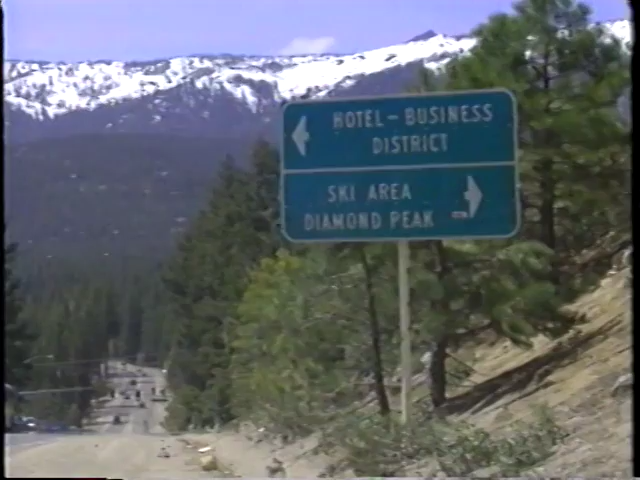 HOTEL - BUSINESS
DISTRICT
SKI AREA
DIAMOND PEAK